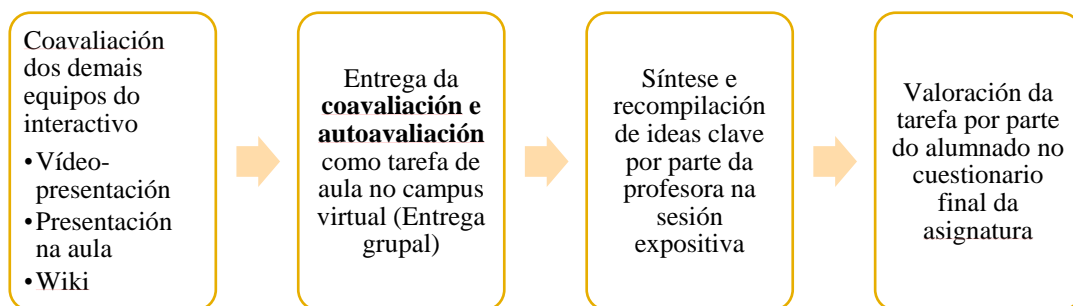 Coavaliación
dos demais
equipos do
interactivo
•Vídeo-
presentación
•Presentación
na aula
•Wiki
Entrega da
coavaliación e
autoavaliación
como tarefa de
aula no campus
virtual (Entrega
grupal)
Síntese e
recompilación
de ideas clave
por parte da
profesora na
sesión
expositiva
Valoración da
tarefa por parte
do alumnado no
cuestionario
final da
asignatura